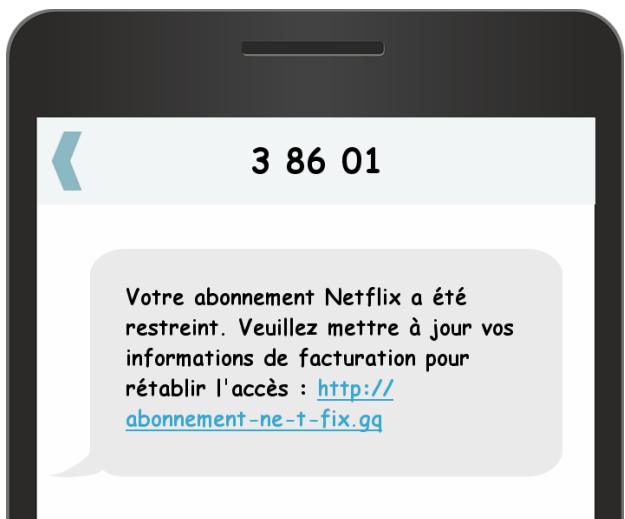 3 86 01
Votre abonnement Netflix a été
restreint. Veuillez mettre à jour vos
informations de facturation pour
rétablir l'accès : http://
abonnement-ne-t-fix.gq